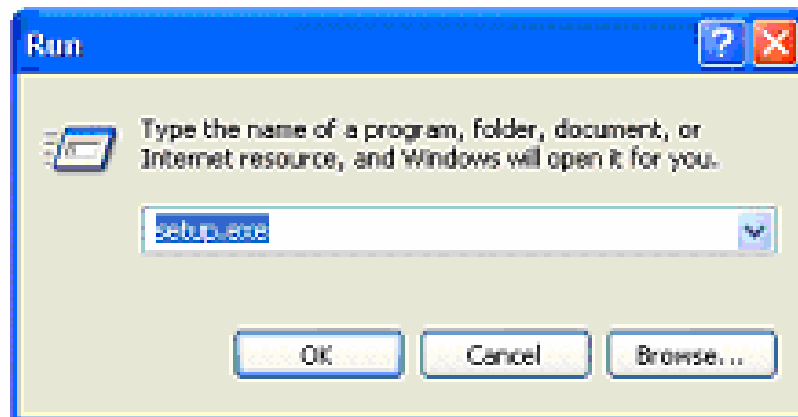 Run
Type the name of a program, folder, document, or
Internet resource, and Windows will open it for you.
setup.exe
OK
Cancel
Browse...